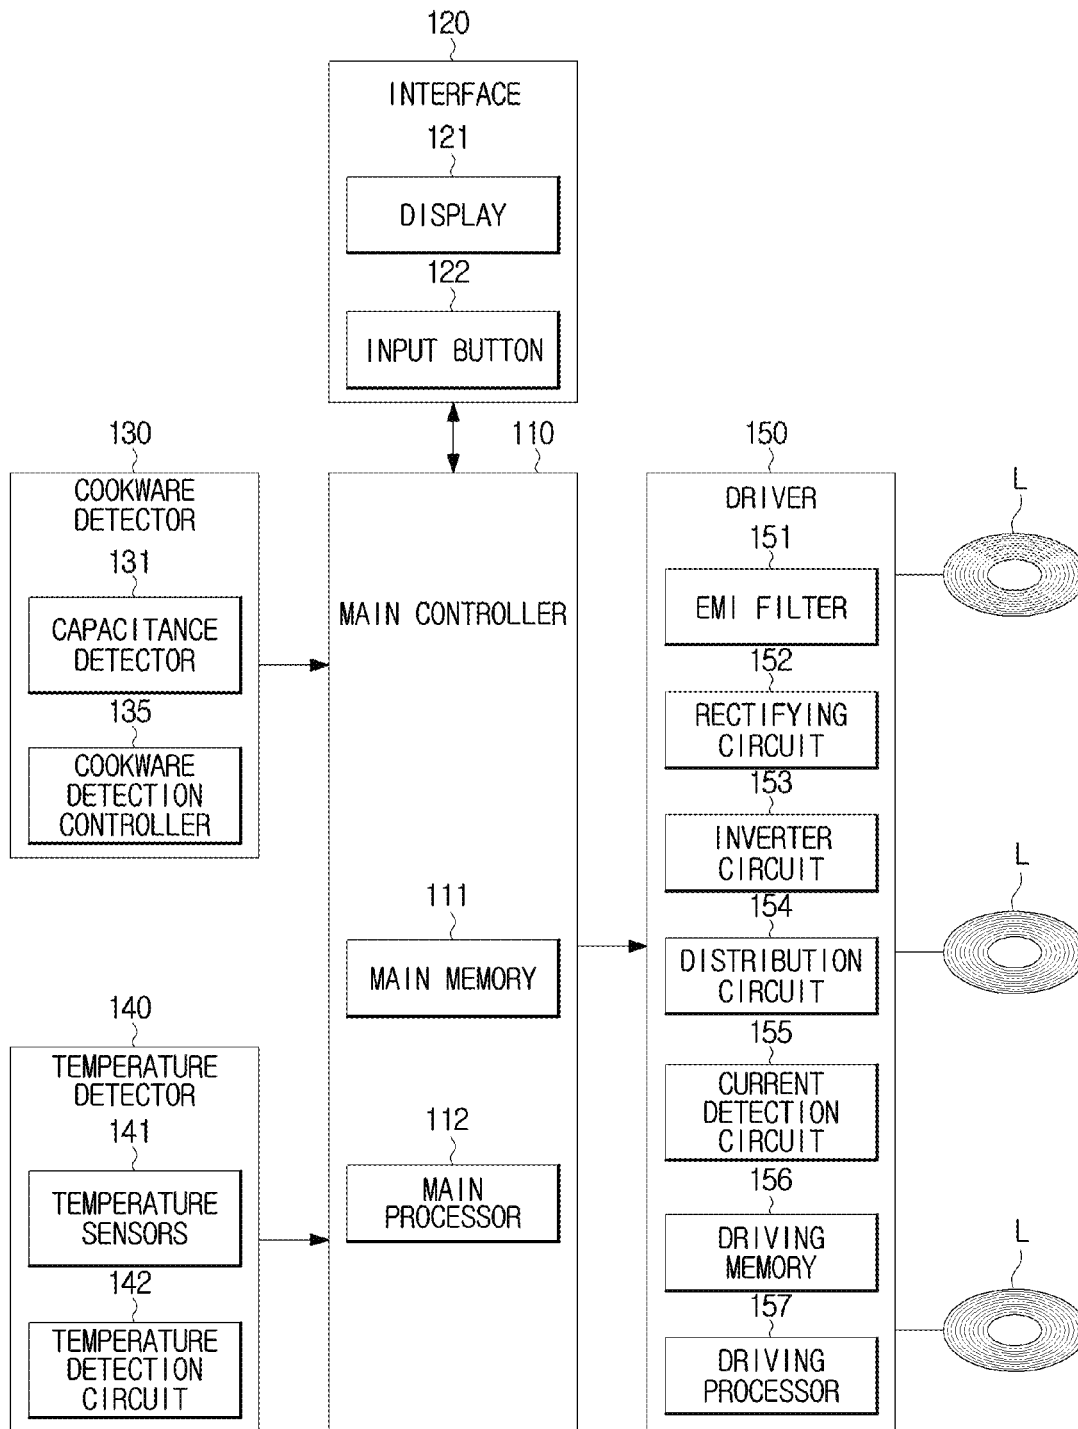 120
INTERFACE
121
DISPLAY
122
INPUT BUTTON
130
COOKWARE
DETECTOR
131
CAPACITANCE
DETECTOR
135
COOKWARE
DETECTION
CONTROLLER
140
TEMPERATURE
DETECTOR
141
TEMPERATURE
SENSORS
142
TEMPERATURE
DETECTION
CIRCUIT
110
MAIN CONTROLLER
111
MAIN MEMORY
112
MAIN
PROCESSOR
150
DRIVER
151
EMI FILTER
152
RECTIFYING
CIRCUIT
153
INVERTER
CIRCUIT
154
DISTRIBUTION
CIRCUIT
155
CURRENT
DETECTION
CIRCUIT
156
DRIVING
MEMORY
157
DRIVING
PROCESSOR
L
L
L